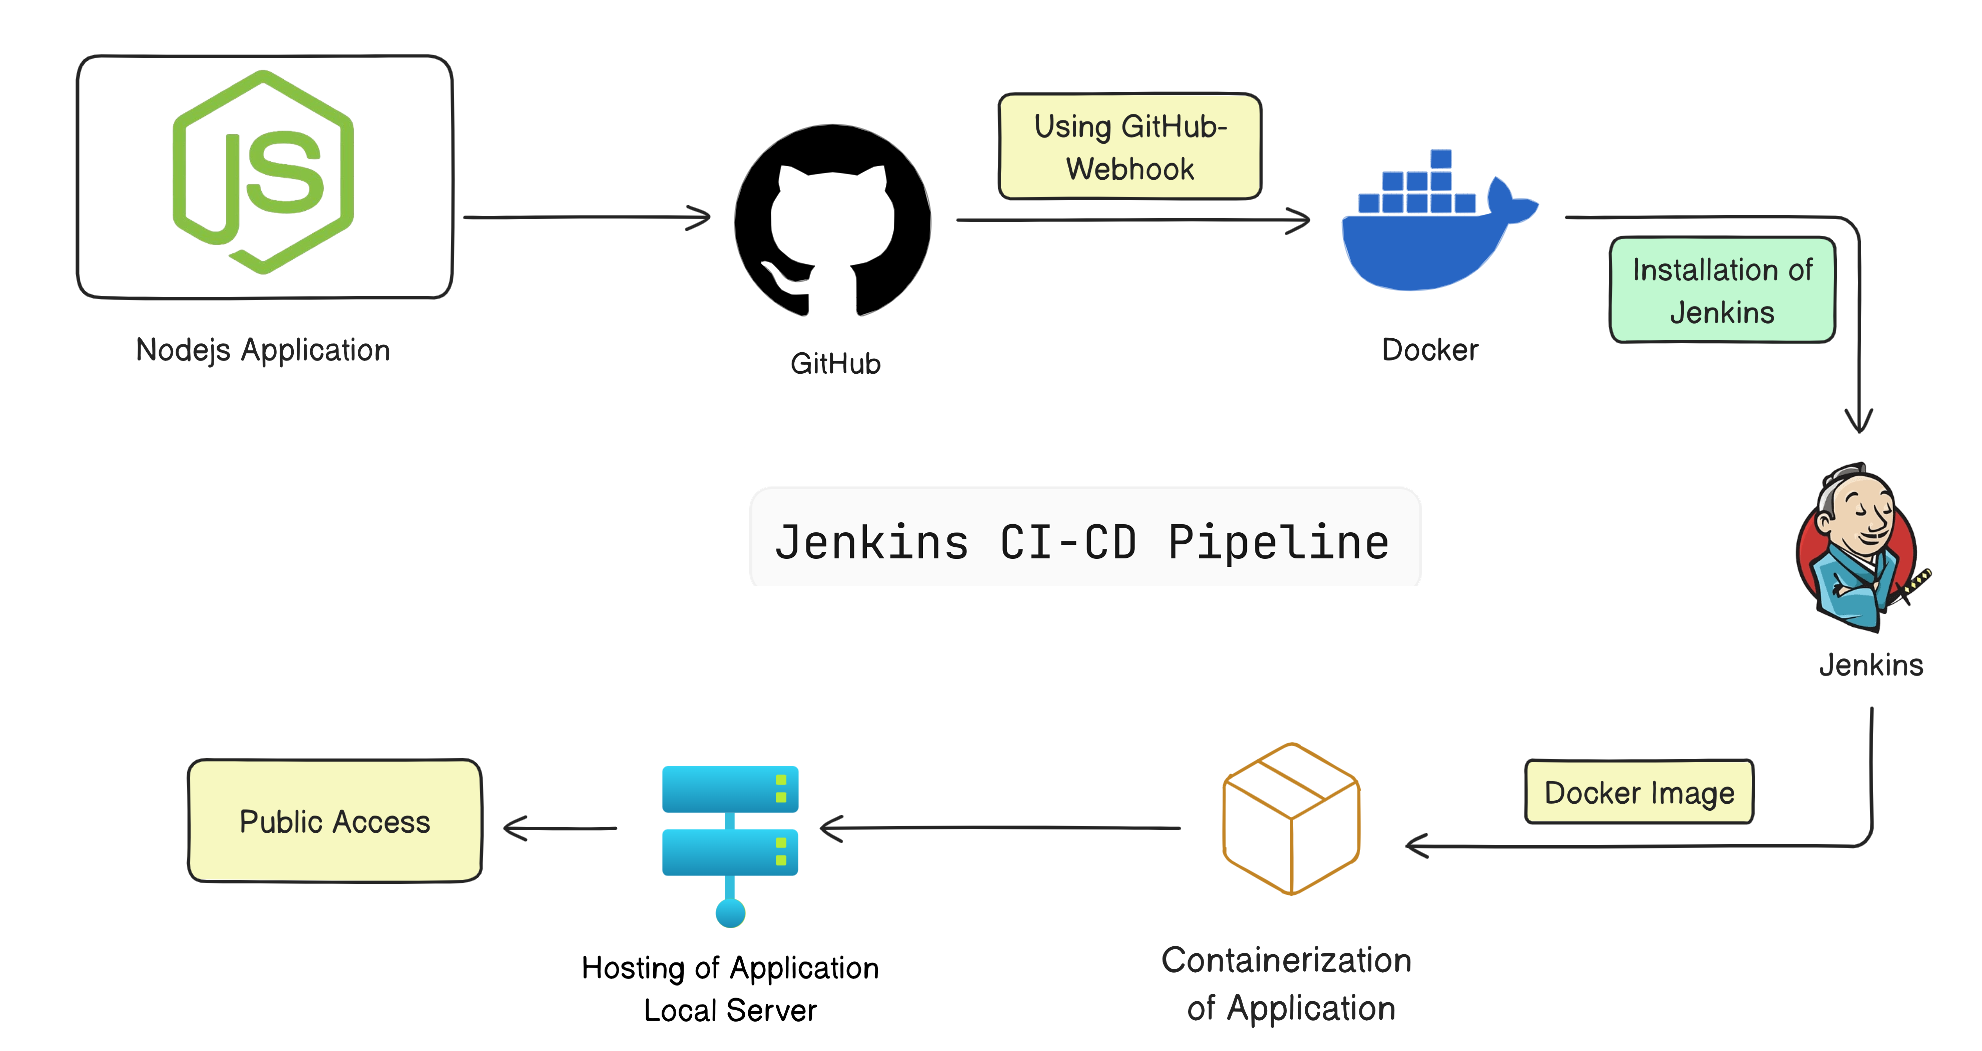 JS
Nodejs Application
GitHub
Using GitHub-
Webhook
Docker
Installation of
Jenkins
Jenkins CI-CD Pipeline
Jenkins
Docker Image
Containerization
of Application
Hosting of Application
Local Server
Public Access